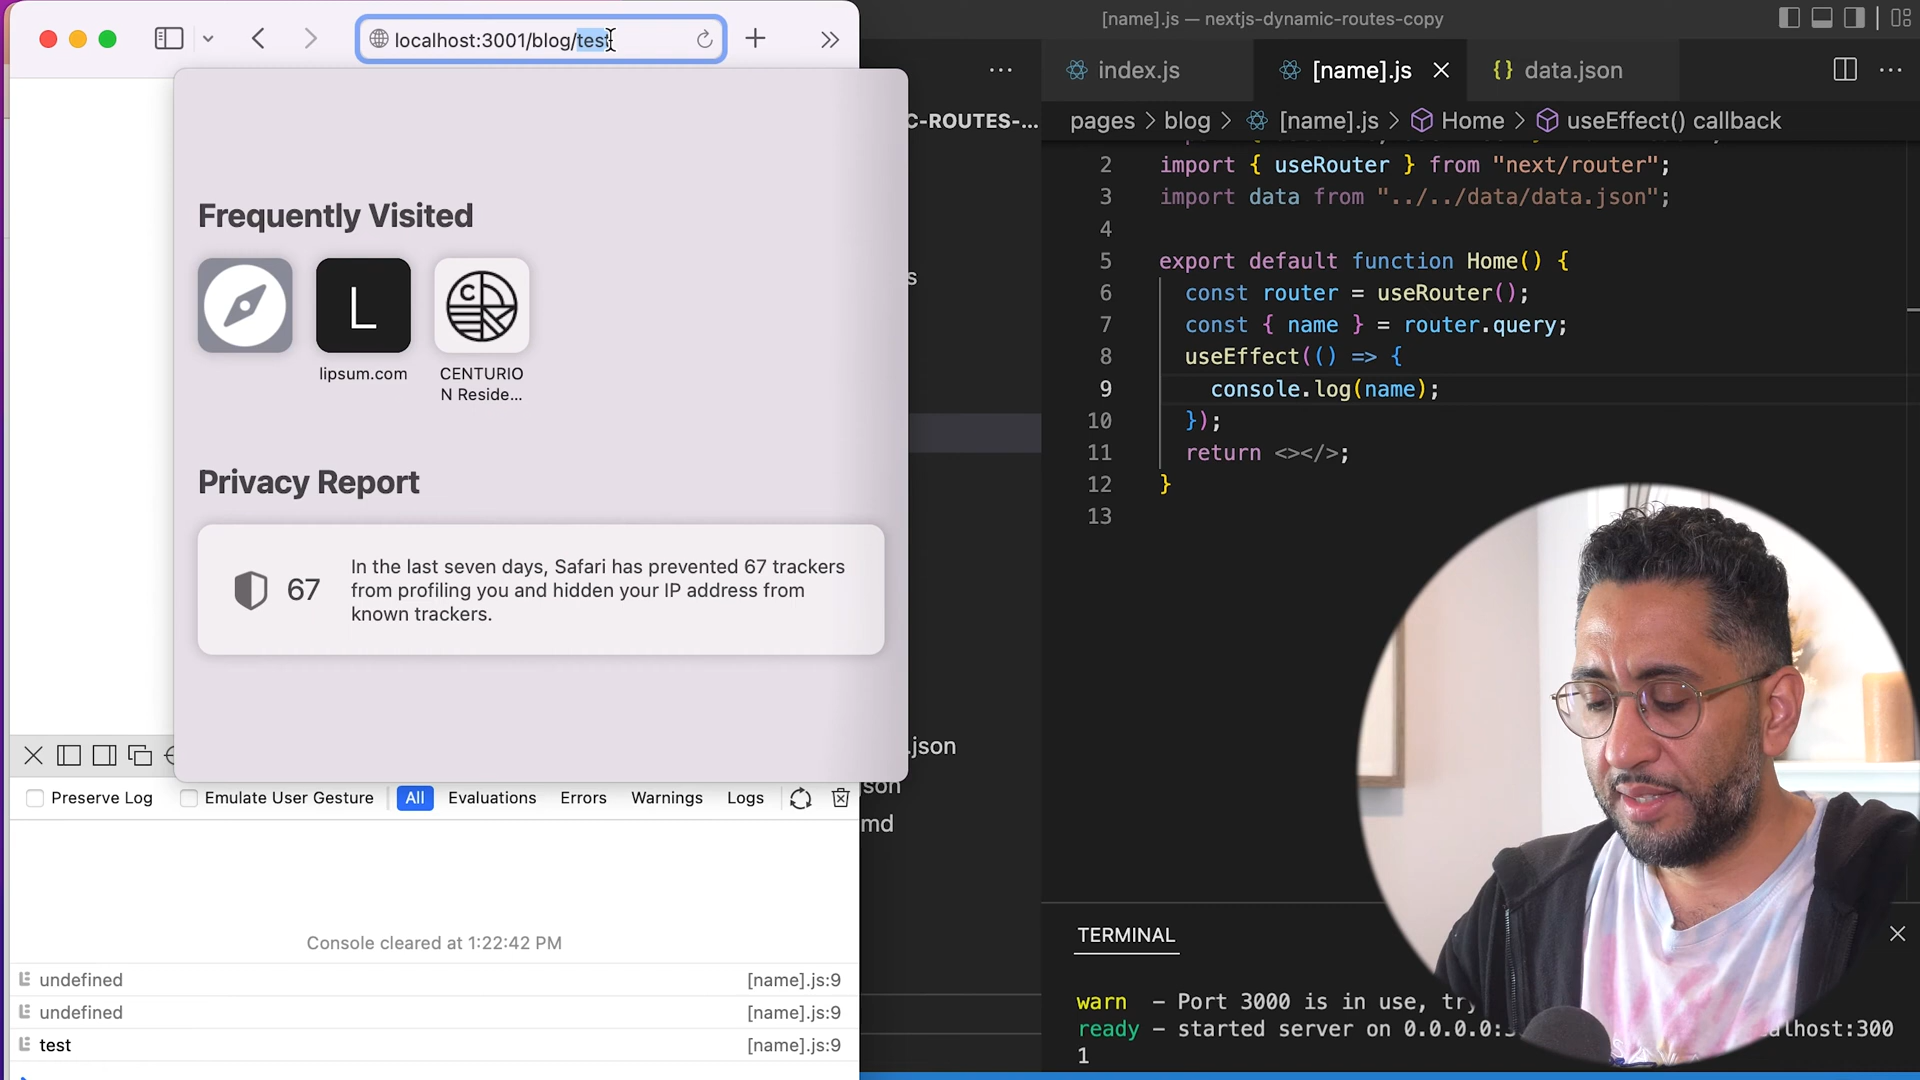 localhost:3001/blog/test
Frequently Visited
L
lipsum.com
CENTURIO
N Reside...
Privacy Report
67
In the last seven days, Safari has prevented 67 trackers
from profiling you and hidden your IP address from
known trackers.
Preserve Log
Emulate User Gesture
All
Evaluations
Errors
Warnings
Logs
Console cleared at 1:22:42 PM
undefined [name].js:9
undefined [name].js:9
test [name].js:9
C-ROUTES-...
s
.json
son
md
[name].js — nextjs-dynamic-routes-copy
index.js
[name].js
{} data.json
pages > blog > [name].js > Home > useEffect() callback
2 import { useRouter } from "next/router";
3 import data from "../../data/data.json";
4
5 export default function Home() {
6 const router = useRouter();
7 const { name } = router.query;
8 useEffect(() => {
9 console.log(name);
10 });
11 return <></>;
12 }
13
TERMINAL
warn – Port 3000 is in use, try
ready – started server on 0.0.0.0: alhost:300
1